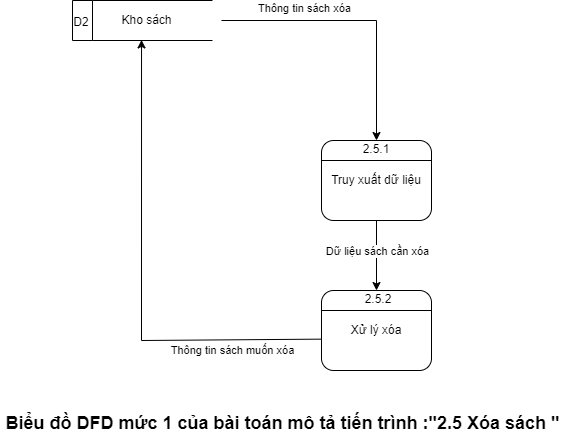 Thông tin sách xóa
D2
Kho sách
2.5.1
Truy xuất dữ liệu
Dữ liệu sách cần xóa
2.5.2
Xử lý xóa
Thông tin sách muốn xóa
Biểu đồ DFD mức 1 của bài toán mô tả tiến trình :"2.5 Xóa sách "